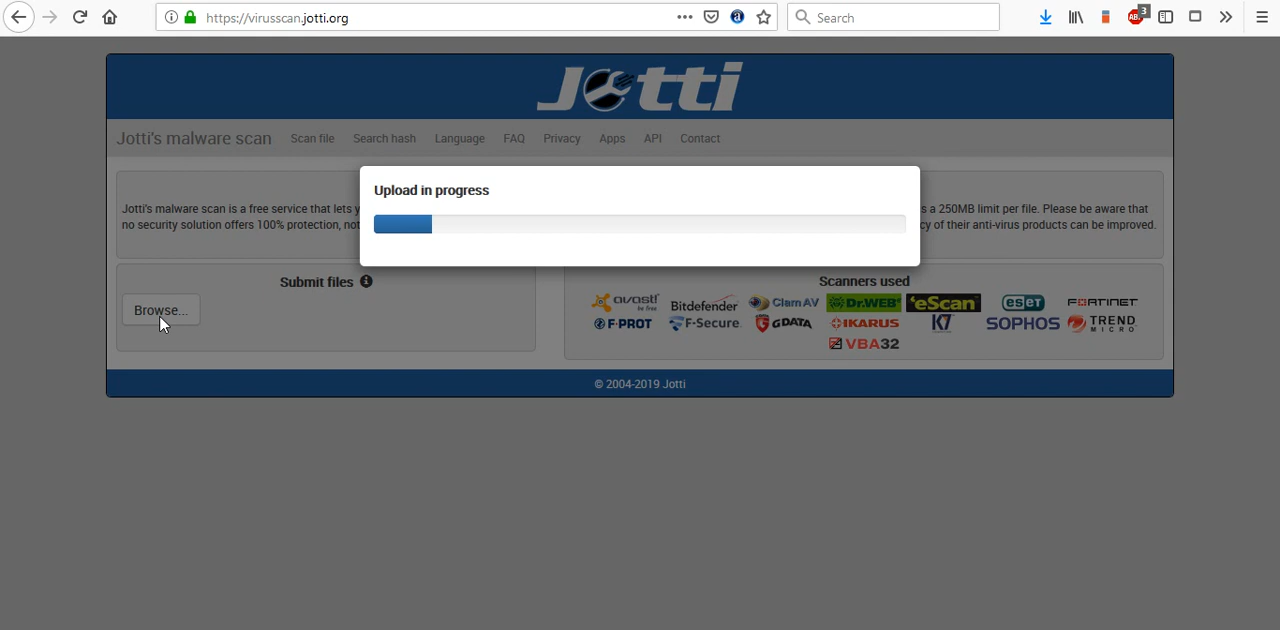 https://virusscan.jotti.org
Search
3
Jotti
Jotti's malware scan Scan file Search hash Language FAQ Privacy Apps API Contact
Upload in progress
Jotti's malware scan is a free service that lets y
s a 250MB limit per file. Please be aware that
no security solution offers 100% protection, not
cy of their anti-virus products can be improved.
Submit files
Browse...
Scanners used
avast! be free Bitdefender ClamAV Dr.WEB eScan eseT FORTINET
F-PROT F-Secure. G DATA IKARUS K7 SOPHOS TREND MICRO
VBA32
© 2004-2019 Jotti